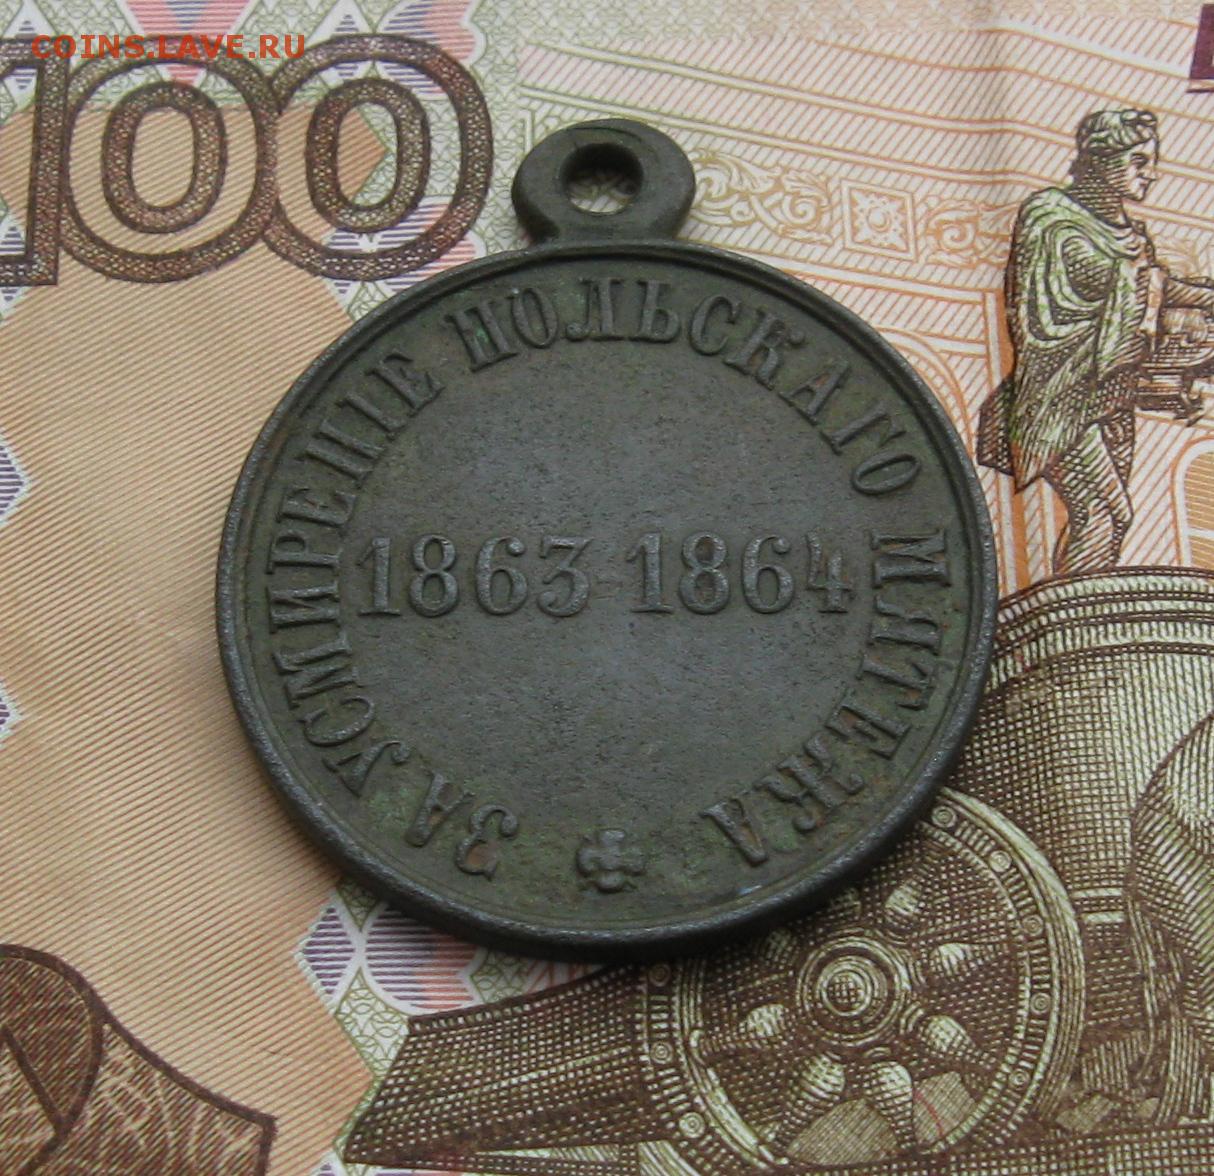 COINS.LAVE.RU
100
ЗА УСМИРЕНІЕ ПОЛЬСКАГО МЯТЕЖА
1863-1864